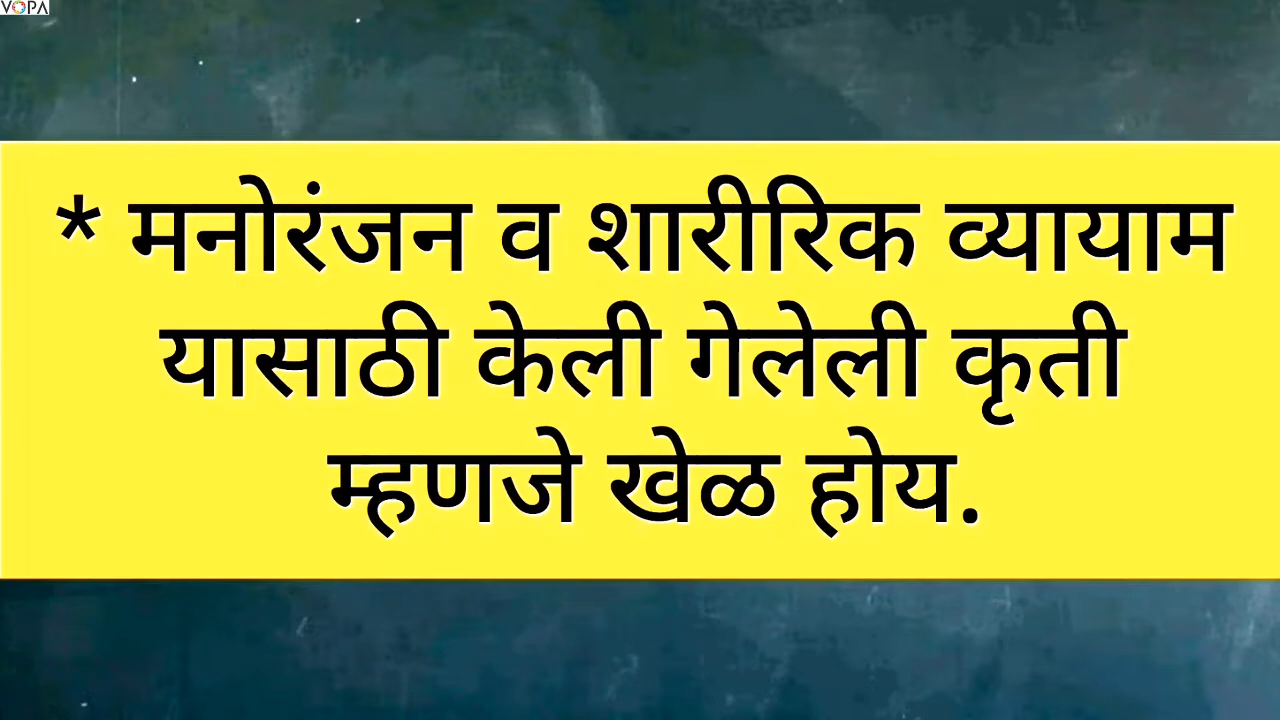 VOPA
* मनोरंजन व शारीरिक व्यायाम
यासाठी केली गेलेली कृती
म्हणजे खेळ होय.